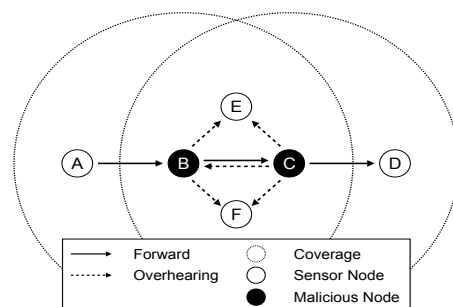 E
A B C D
F
Forward Coverage
Overhearing Sensor Node
Malicious Node